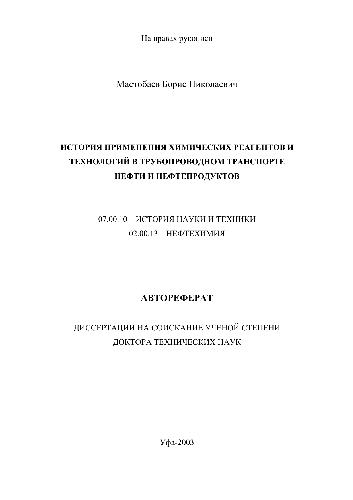 На правах рукописи
Мастобаев Борис Николаевич
ИСТОРИЯ ПРИМЕНЕНИЯ ХИМИЧЕСКИХ РЕАГЕНТОВ И
ТЕХНОЛОГИЙ В ТРУБОПРОВОДНОМ ТРАНСПОРТЕ
НЕФТИ И НЕФТЕПРОДУКТОВ
07.00.10 – ИСТОРИЯ НАУКИ И ТЕХНИКИ
02.00.13 – НЕФТЕХИМИЯ
АВТОРЕФЕРАТ
ДИССЕРТАЦИИ НА СОИСКАНИЕ УЧЕНОЙ СТЕПЕНИ
ДОКТОРА ТЕХНИЧЕСКИХ НАУК
Уфа-2003